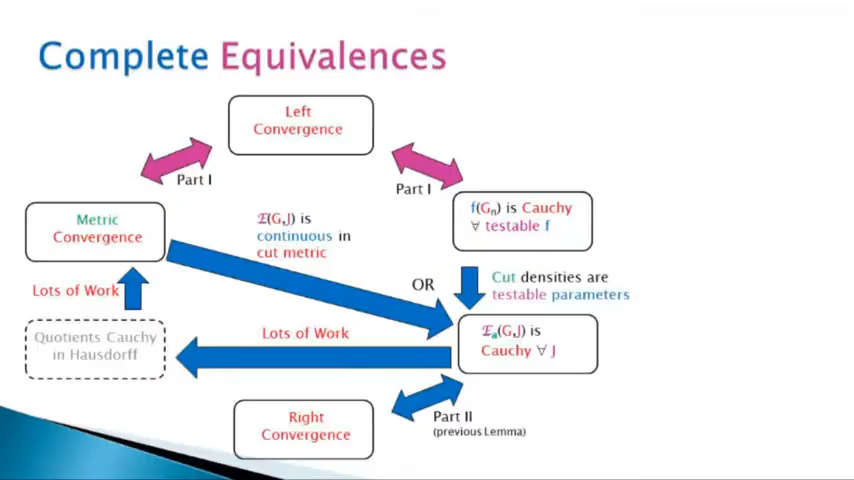 Complete Equivalences
Left
Convergence
Part I
Part I
Metric
Convergence
ℰ(G,J) is
continuous in
cut metric
f(Gₙ) is Cauchy
∀ testable f
OR
Cut densities are
testable parameters
Lots of Work
Quotients Cauchy
in Hausdorff
Lots of Work
ℰₐ(G,J) is
Cauchy ∀ J
Right
Convergence
Part II
(previous Lemma)